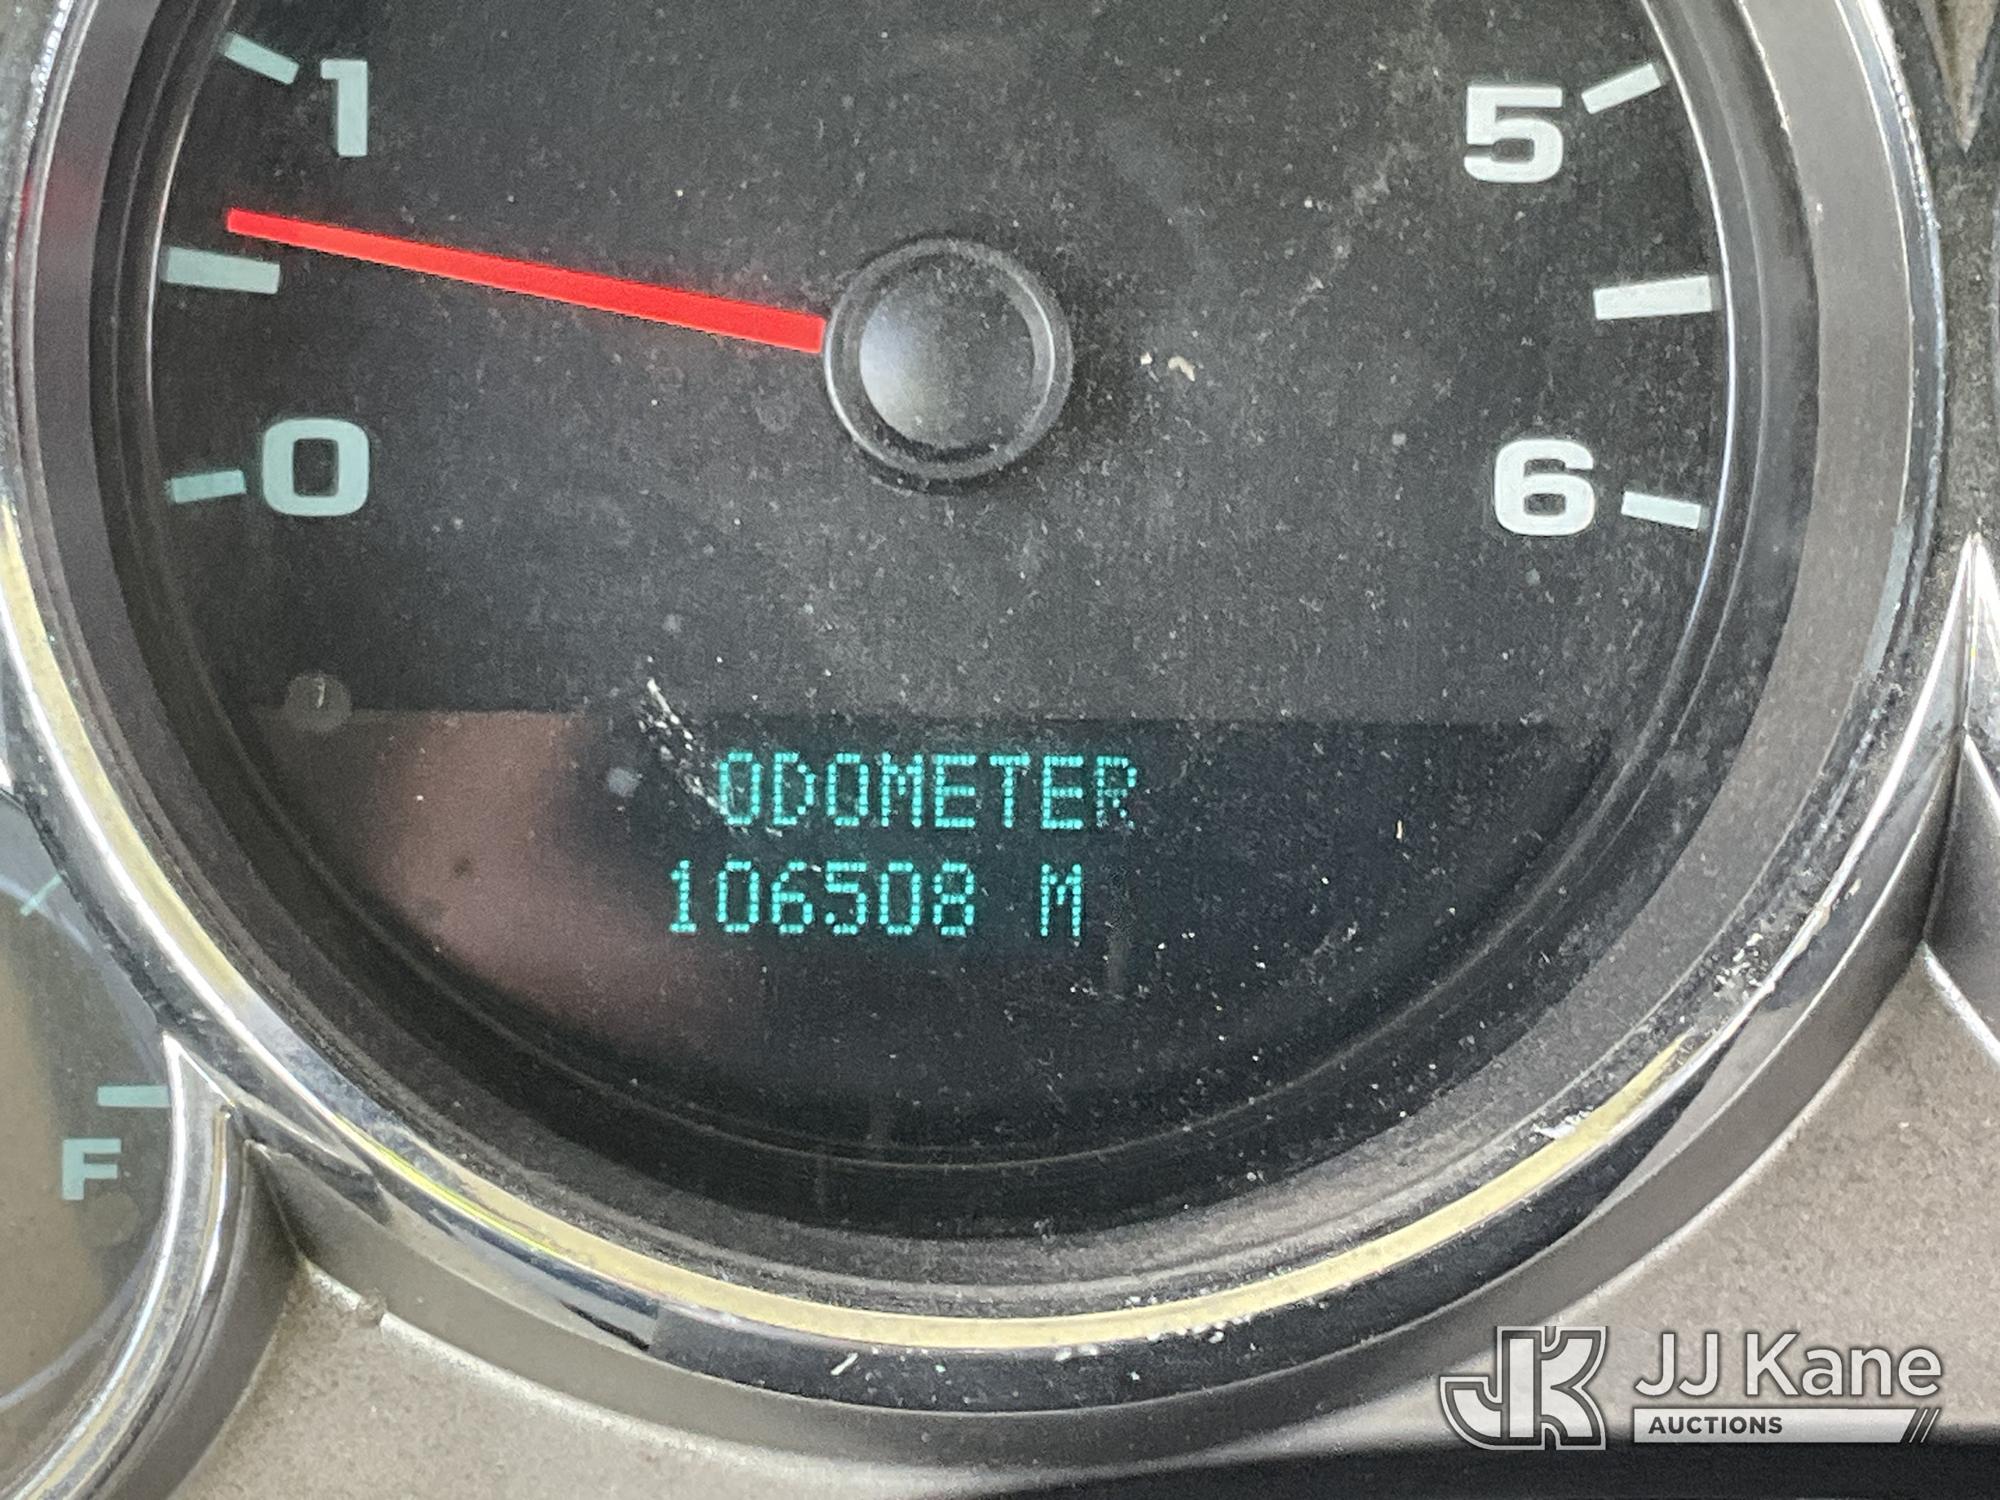 1
5
0
6
ODOMETER
106508 M
F
JJ Kane
AUCTIONS